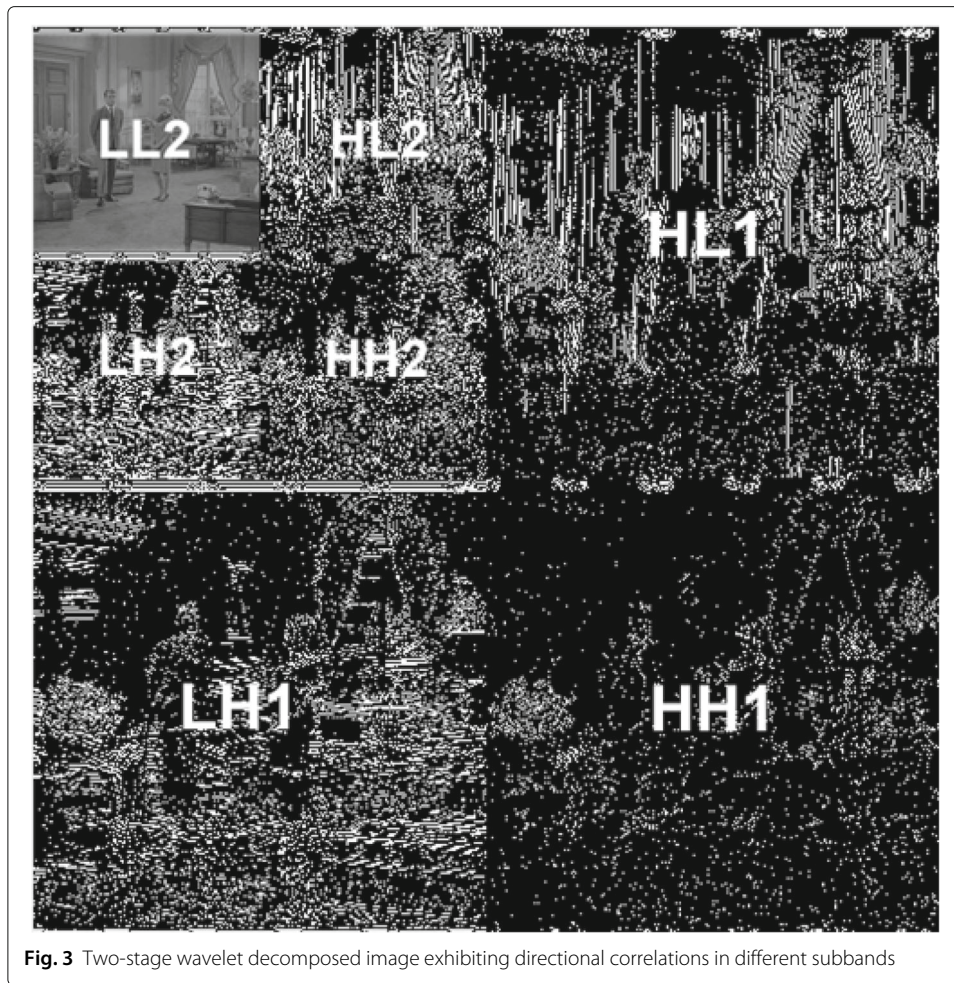 LL2
HL2
HL1
LH2
HH2
LH1
HH1
Fig. 3 Two-stage wavelet decomposed image exhibiting directional correlations in different subbands